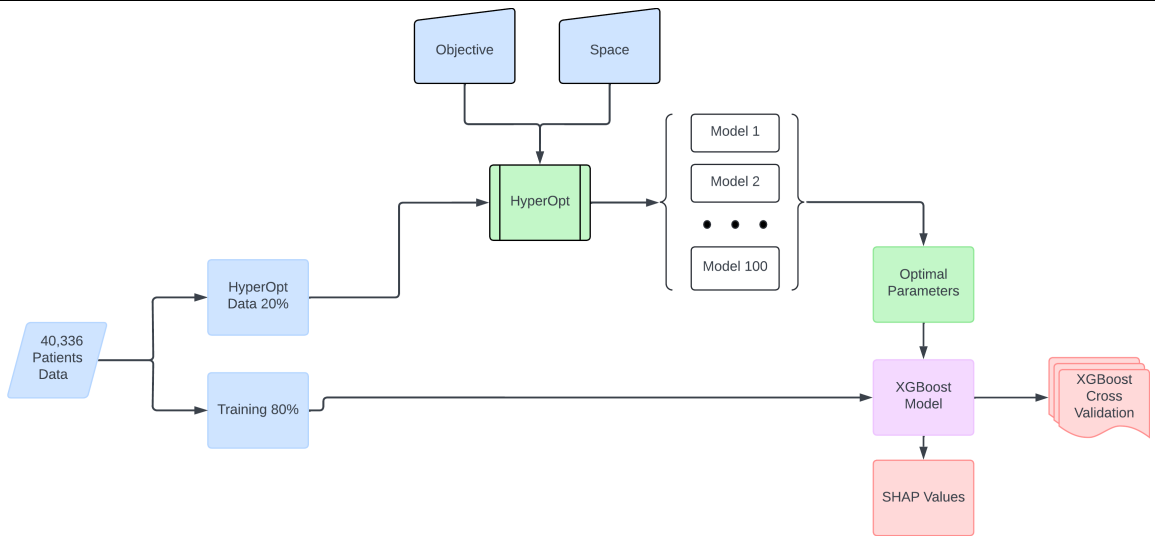 Objective
Space
Model 1
Model 2
HyperOpt
Model 100
HyperOpt
Data 20%
Optimal
Parameters
40,336
Patients
Data
Training 80%
XGBoost
Model
XGBoost
Cross
Validation
SHAP Values